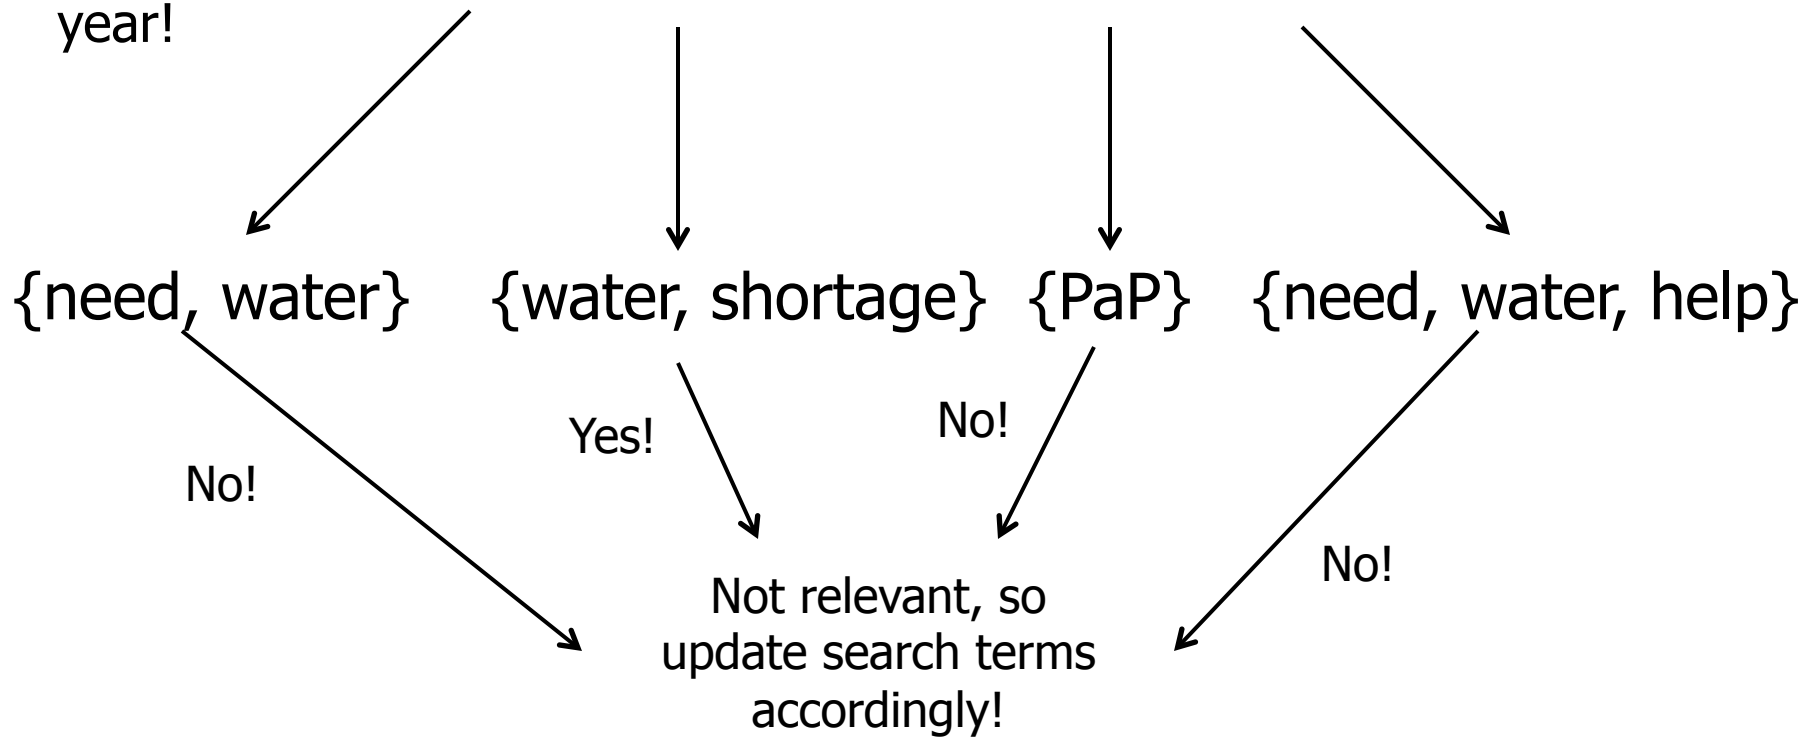 year!
{need, water} {water, shortage} {PaP} {need, water, help}
No!
Yes!
No!
No!
Not relevant, so
update search terms
accordingly!